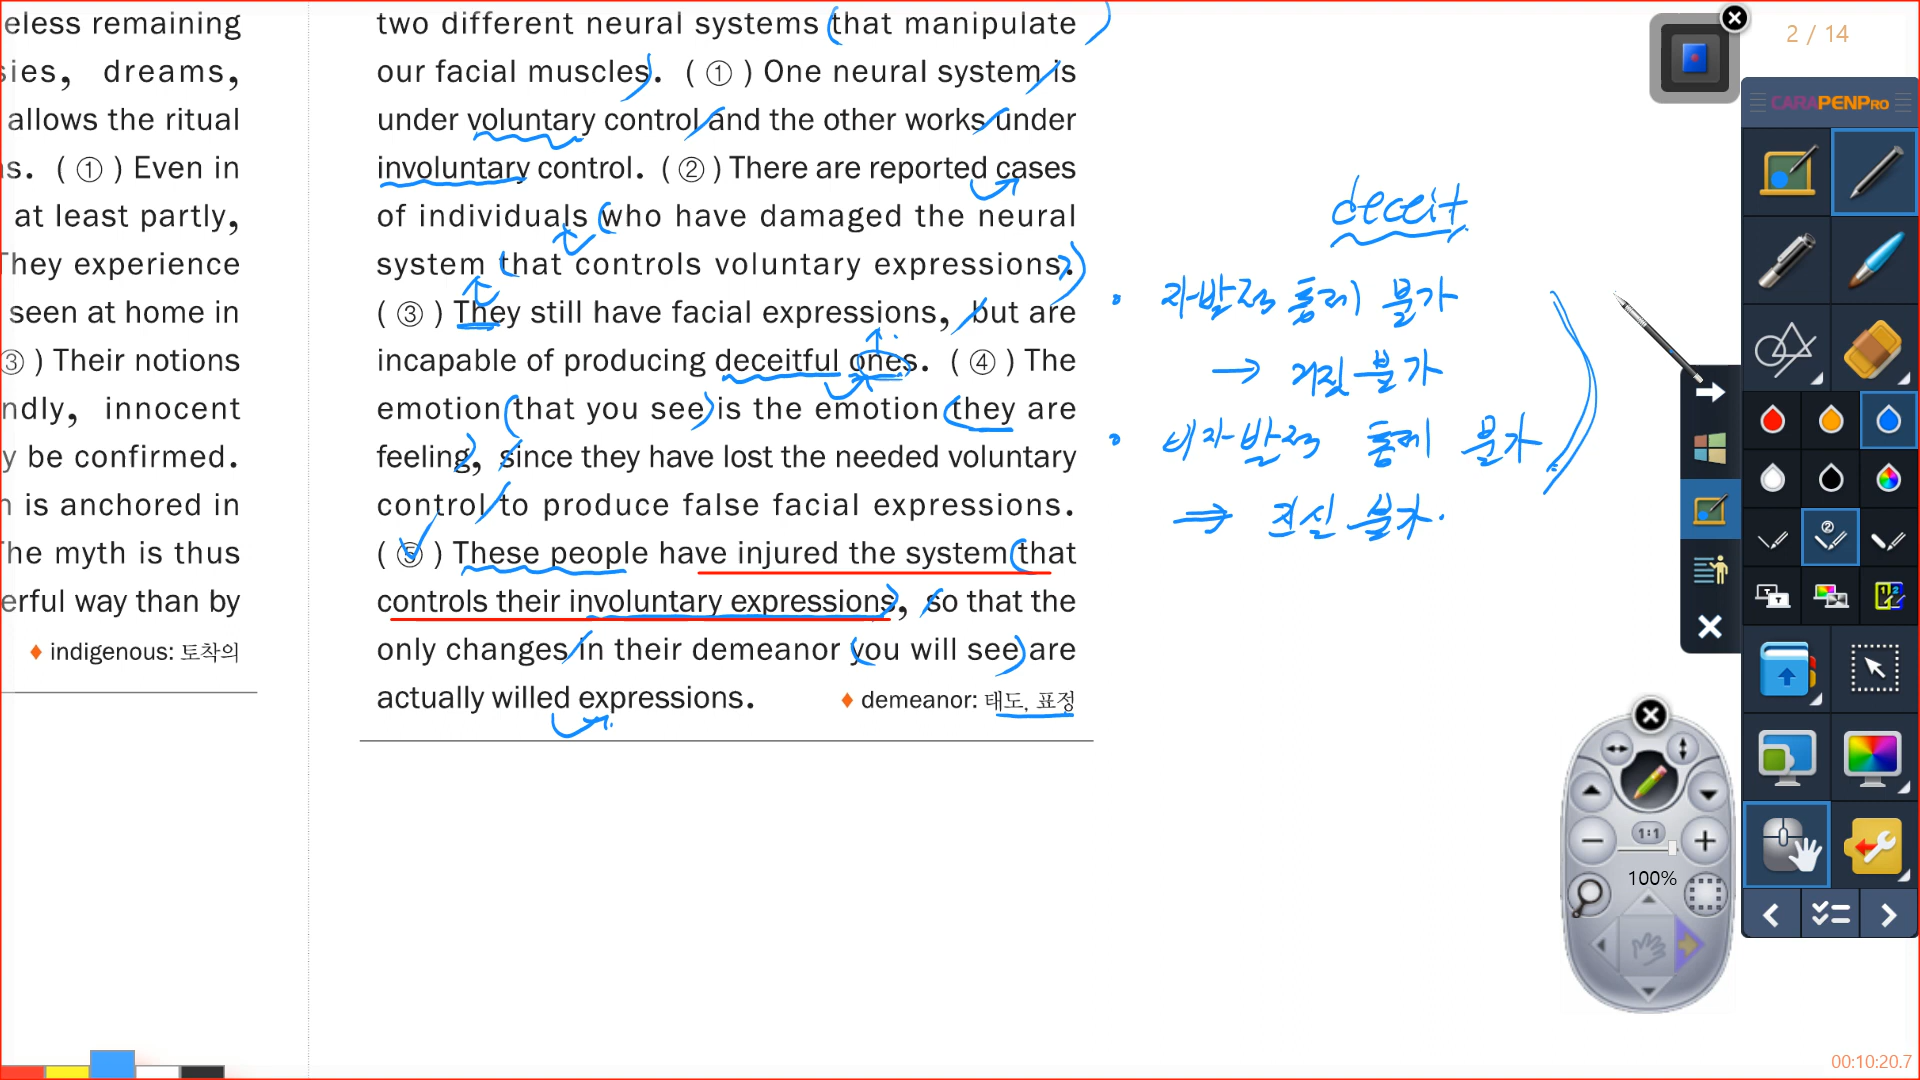 eless remaining
sies, dreams,
allows the ritual
s. ( ① ) Even in
at least partly,
They experience
seen at home in
③ ) Their notions
ndly, innocent
y be confirmed.
n is anchored in
The myth is thus
erful way than by
♦ indigenous: 토착의
two different neural systems that manipulate
our facial muscles. ( ① ) One neural system is
under voluntary control and the other works under
involuntary control. ( ② ) There are reported cases
of individuals who have damaged the neural
system that controls voluntary expressions.
( ③ ) They still have facial expressions, but are
incapable of producing deceitful ones. ( ④ ) The
emotion that you see is the emotion they are
feeling, since they have lost the needed voluntary
control to produce false facial expressions.
( ⑤ ) These people have injured the system that
controls their involuntary expressions, so that the
only changes in their demeanor you will see are
actually willed expressions.
♦ demeanor: 태도, 표정
deceit
• 자발적 통제 불가
→ 거짓 불가
• 비자발적 통제 불가
⇒ 진실 불가.
2 / 14
CARAPENPRO
②
1:1
100%
00:10:20.7